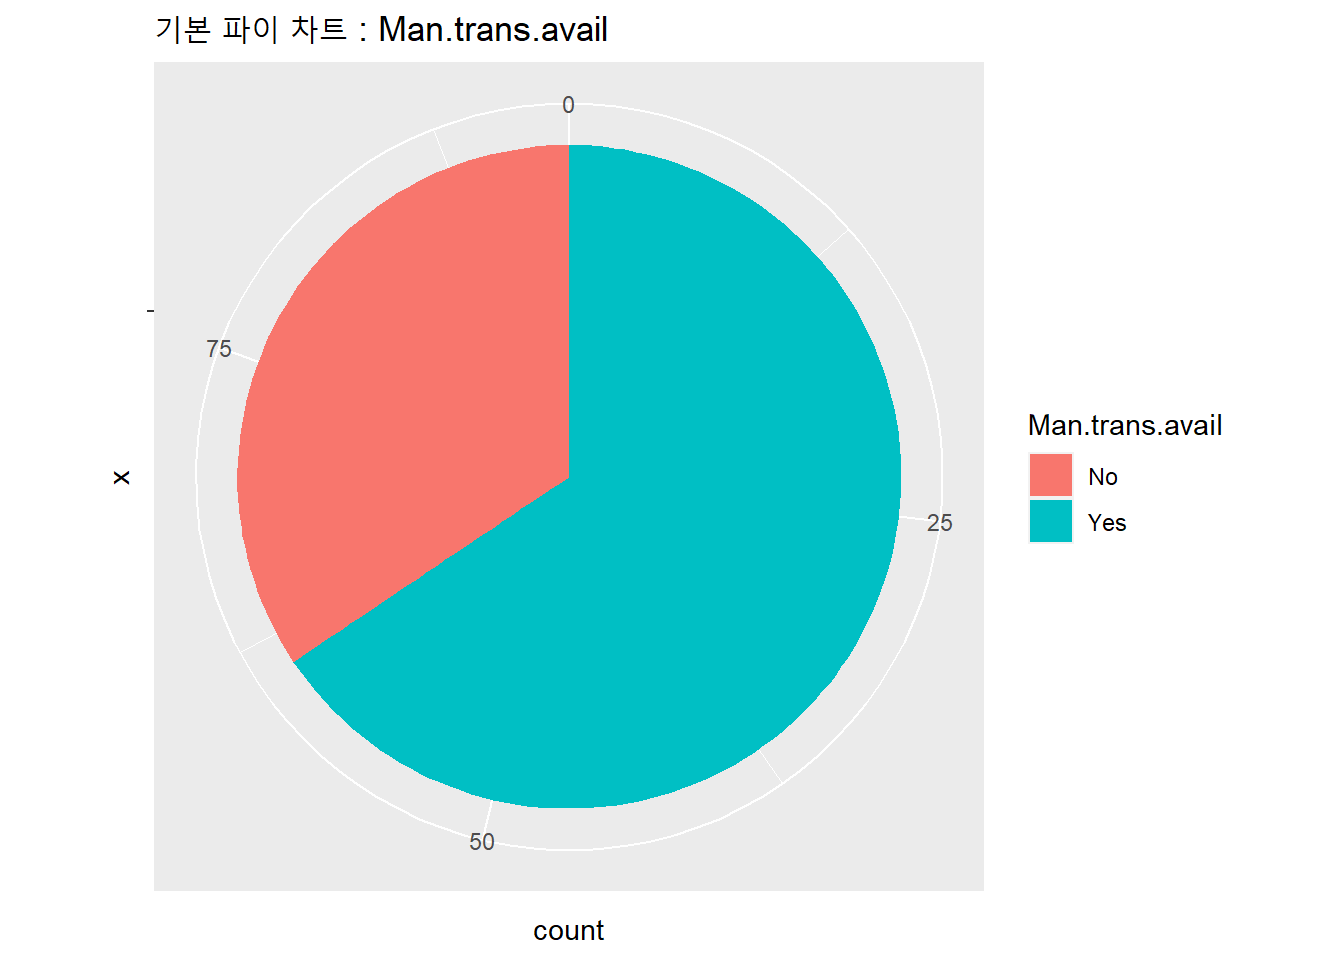 기본 파이 차트 : Man.trans.avail
0
75
25
50
x
count
Man.trans.avail
No
Yes